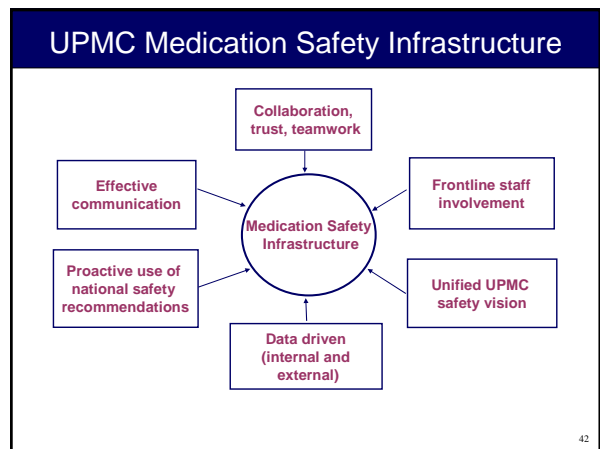 UPMC Medication Safety Infrastructure
Collaboration,
trust, teamwork
Effective
communication
Frontline staff
involvement
Medication Safety
Infrastructure
Proactive use of
national safety
recommendations
Unified UPMC
safety vision
Data driven
(internal and
external)
42